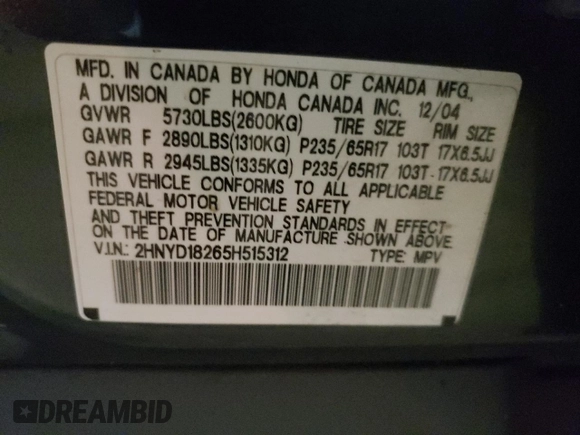 MFD. IN CANADA BY HONDA OF CANADA MFG.,
A DIVISION OF HONDA CANADA INC. 12/04
GVWR 5730LBS(2600KG) TIRE SIZE RIM SIZE
GAWR F 2890LBS(1310KG) P235/65R17 103T 17X6.5JJ
GAWR R 2945LBS(1335KG) P235/65R17 103T 17X6.5JJ
THIS VEHICLE CONFORMS TO ALL APPLICABLE
FEDERAL MOTOR VEHICLE SAFETY
AND THEFT PREVENTION STANDARDS IN EFFECT
ON THE DATE OF MANUFACTURE SHOWN ABOVE.
V.I.N.: 2HNYD18265H515312 TYPE: MPV
DREAMBID